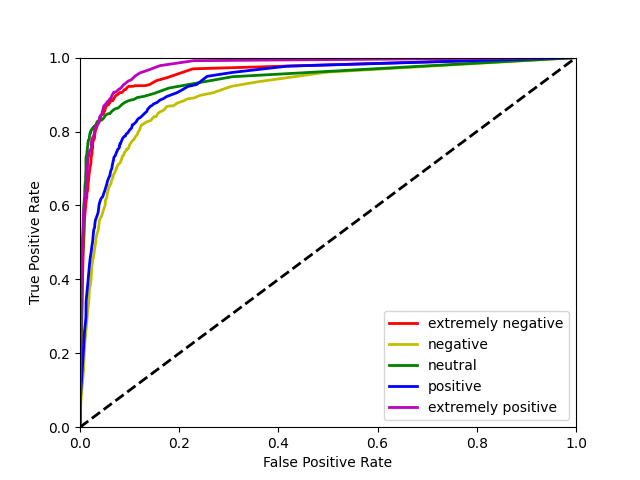 1.0
0.8
0.6
0.4
0.2
0.0
True Positive Rate
extremely negative
negative
neutral
positive
extremely positive
0.0 0.2 0.4 0.6 0.8 1.0
False Positive Rate